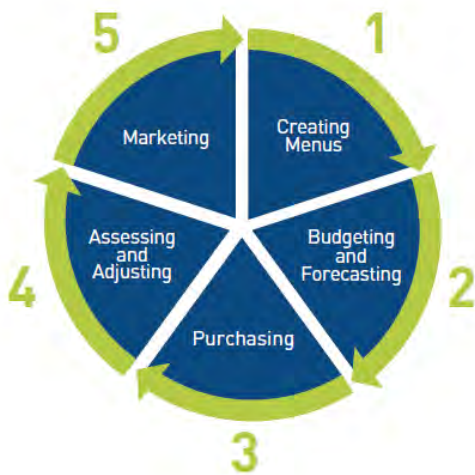 1
Creating
Menus
2
Budgeting
and
Forecasting
3
Purchasing
4
Assessing
and
Adjusting
5
Marketing